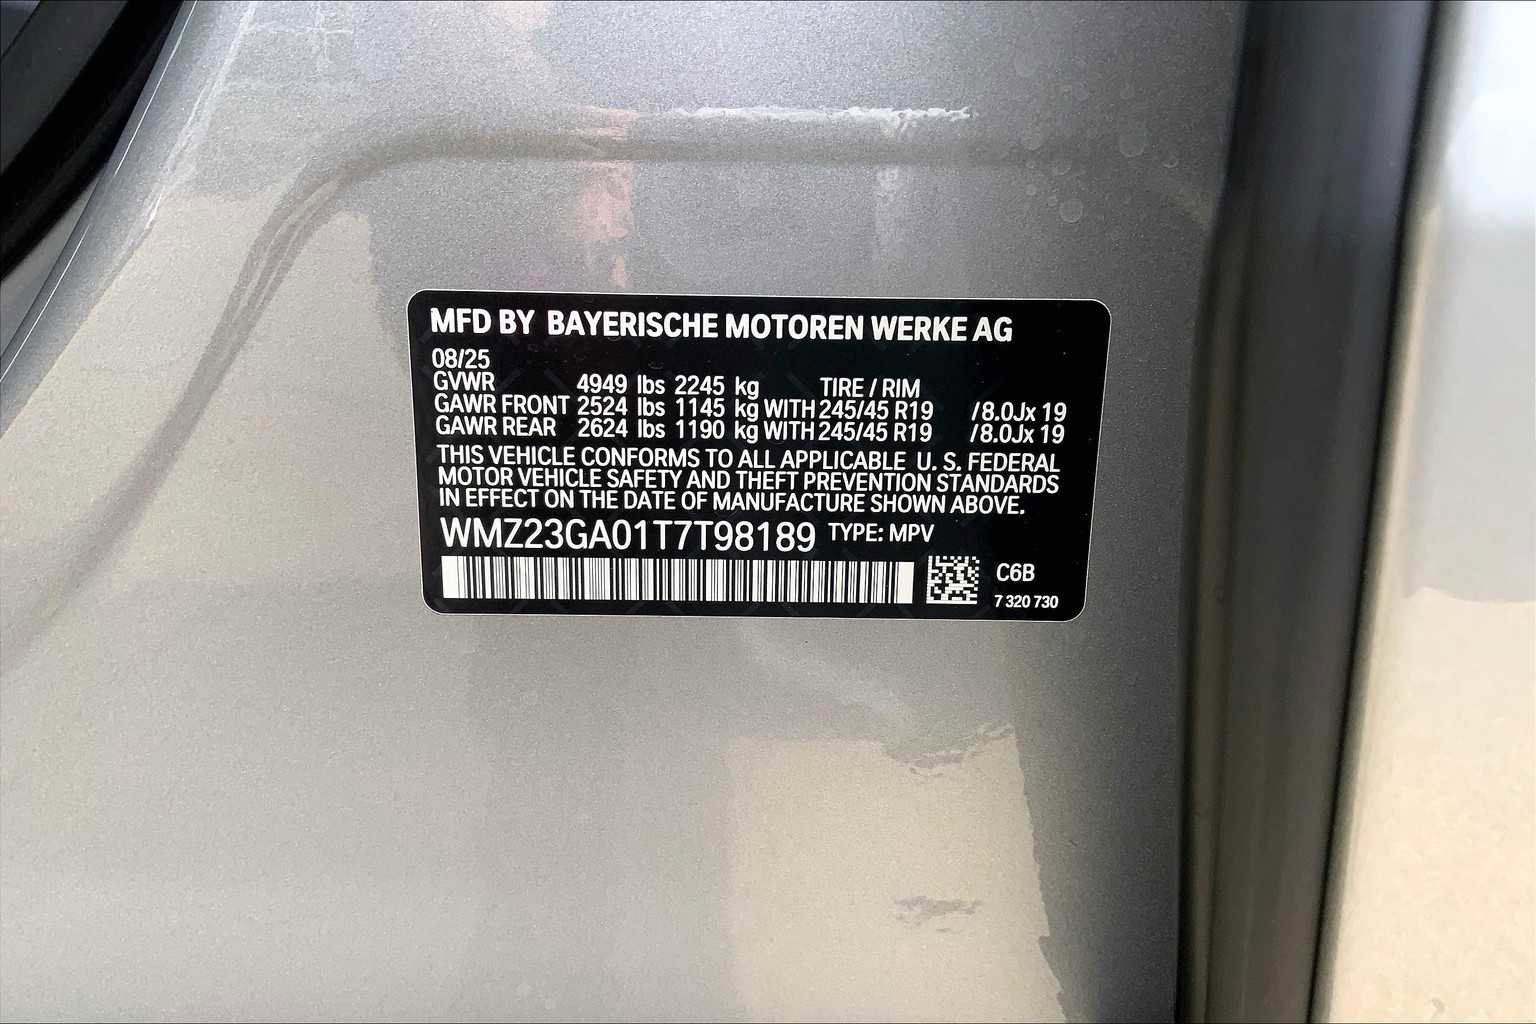 MFD BY BAYERISCHE MOTOREN WERKE AG
08/25
GVWR 4949 lbs 2245 kg TIRE / RIM
GAWR FRONT 2524 lbs 1145 kg WITH 245/45 R19 /8.0Jx 19
GAWR REAR 2624 lbs 1190 kg WITH 245/45 R19 /8.0Jx 19
THIS VEHICLE CONFORMS TO ALL APPLICABLE U. S. FEDERAL
MOTOR VEHICLE SAFETY AND THEFT PREVENTION STANDARDS
IN EFFECT ON THE DATE OF MANUFACTURE SHOWN ABOVE.
WMZ23GA01T7T98189 TYPE: MPV
C6B
7 320 730